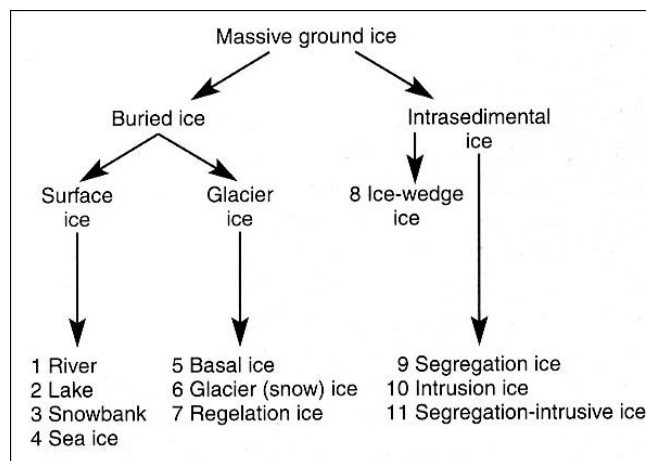 Massive ground ice
Buried ice
Intrasedimental
ice
Surface
ice
Glacier
ice
8 Ice-wedge
ice
1 River
2 Lake
3 Snowbank
4 Sea ice
5 Basal ice
6 Glacier (snow) ice
7 Regelation ice
9 Segregation ice
10 Intrusion ice
11 Segregation-intrusive ice